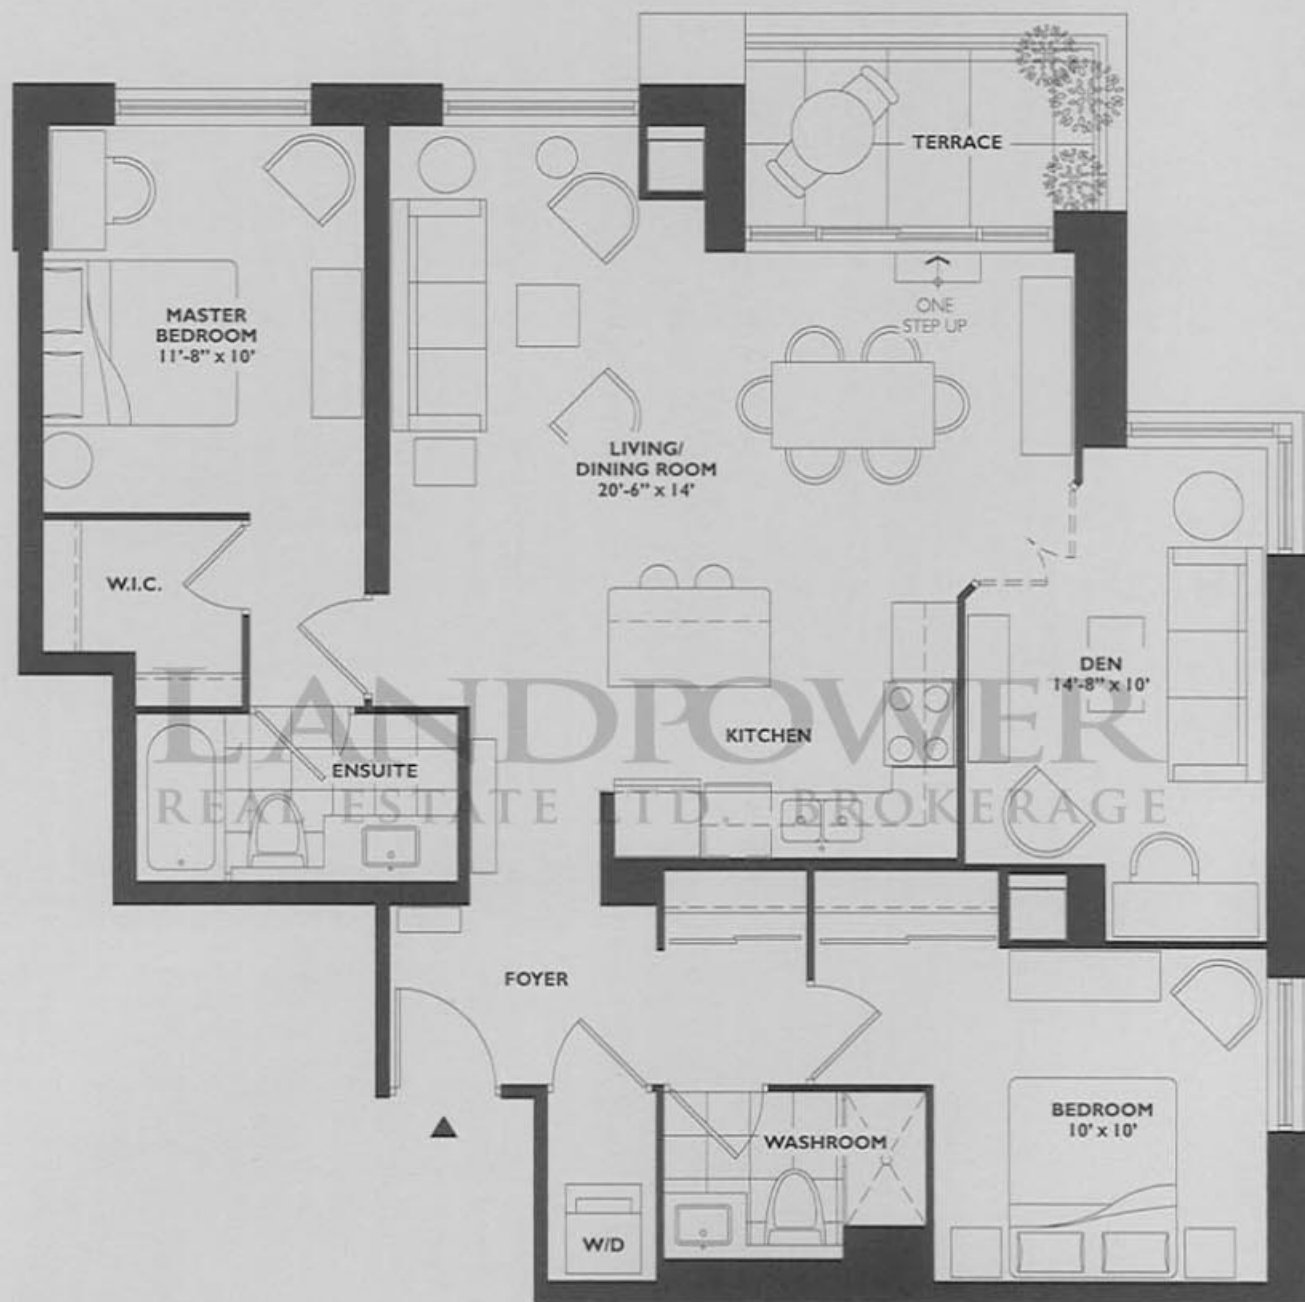 TERRACE
MASTER
BEDROOM
11'-8" x 10'
ONE
STEP UP
LIVING/
DINING ROOM
20'-6" x 14'
W.I.C.
DEN
14'-8" x 10'
KITCHEN
ENSUITE
LANDPOWER
REAL ESTATE LTD. BROKERAGE
FOYER
BEDROOM
10' x 10'
WASHROOM
W/D